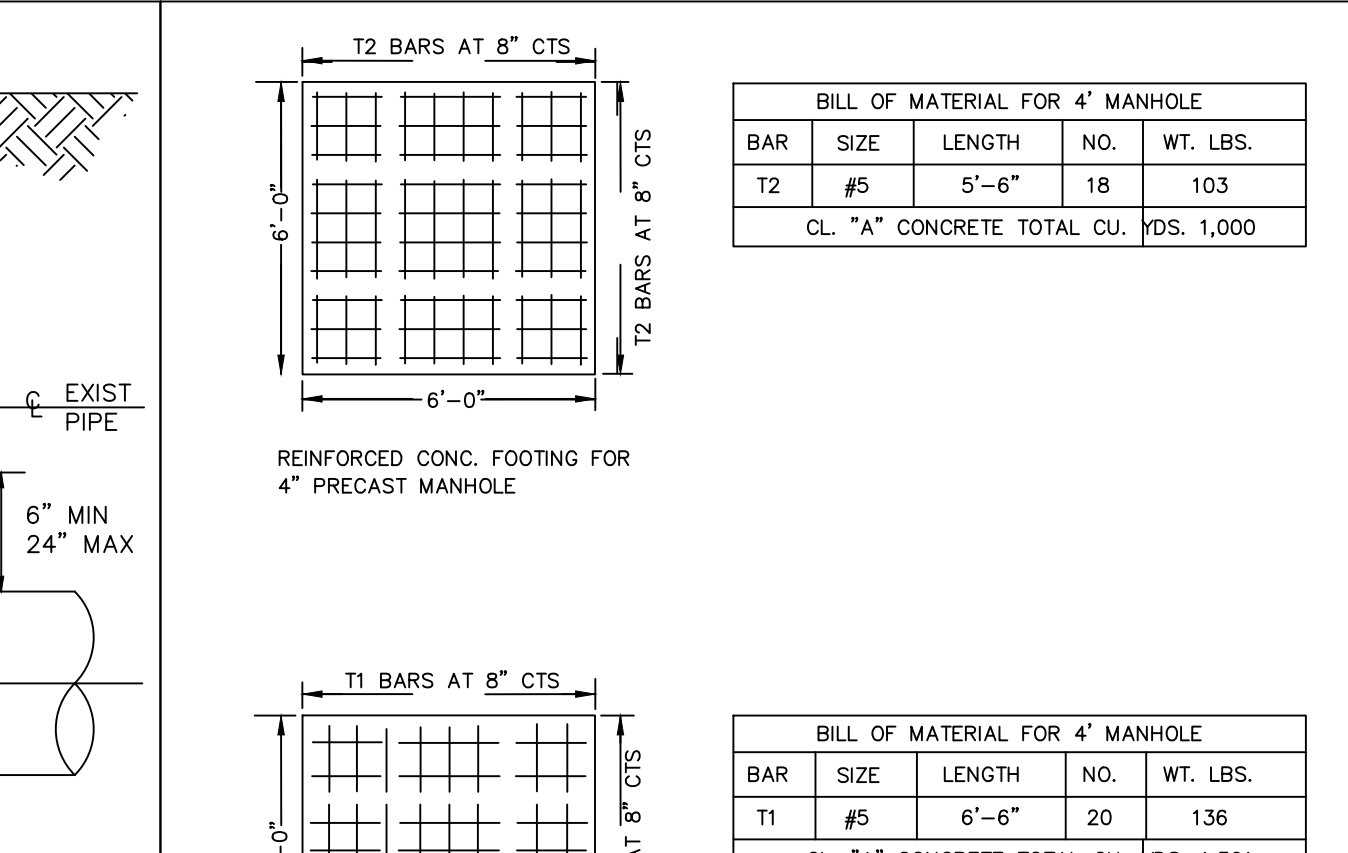 T2 BARS AT 8" CTS
6'-0"
T2 BARS AT 8" CTS
6'-0"
REINFORCED CONC. FOOTING FOR
4" PRECAST MANHOLE
BILL OF MATERIAL FOR 4' MANHOLE
BAR SIZE LENGTH NO. WT. LBS.
T2 #5 5'-6" 18 103
CL. "A" CONCRETE TOTAL CU. YDS. 1,000
℄ EXIST
PIPE
6" MIN
24" MAX
T1 BARS AT 8" CTS
AT 8" CTS
BILL OF MATERIAL FOR 4' MANHOLE
BAR SIZE LENGTH NO. WT. LBS.
T1 #5 6'-6" 20 136